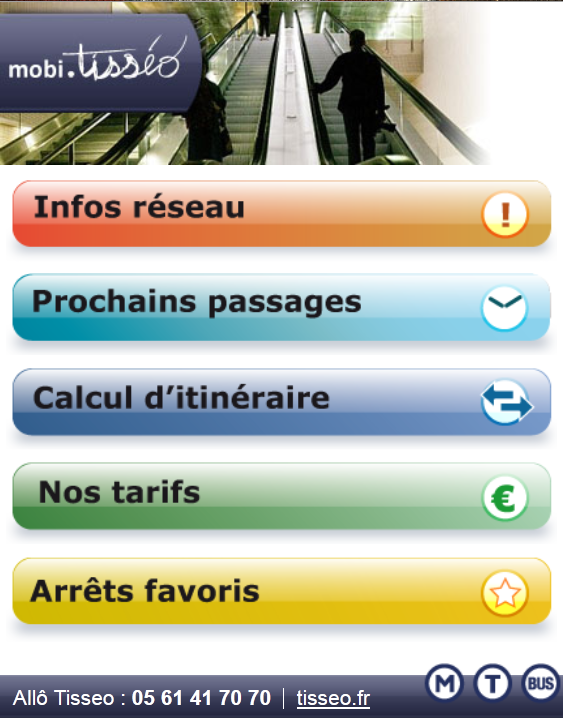 mobi.tisséo
Infos réseau
!
Prochains passages
Calcul d’itinéraire
Nos tarifs
€
Arrêts favoris
Allô Tisseo : 05 61 41 70 70 | tisseo.fr
M T BUS